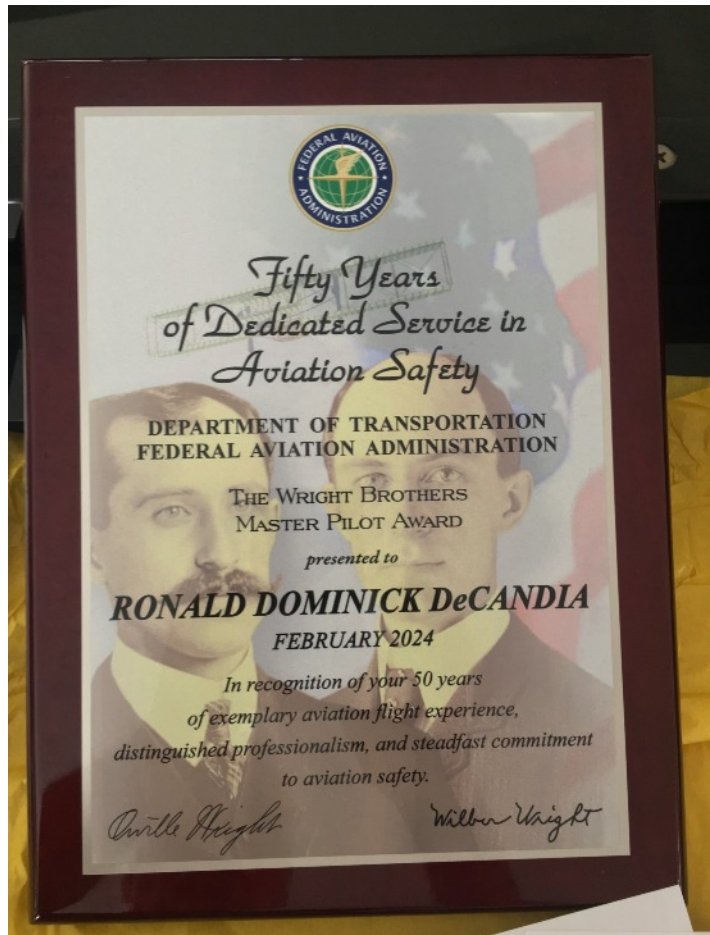 FEDERAL AVIATION
ADMINISTRATION
Fifty Years
of Dedicated Service in
Aviation Safety
DEPARTMENT OF TRANSPORTATION
FEDERAL AVIATION ADMINISTRATION
THE WRIGHT BROTHERS
MASTER PILOT AWARD
presented to
RONALD DOMINICK DeCANDIA
FEBRUARY 2024
In recognition of your 50 years
of exemplary aviation flight experience,
distinguished professionalism, and steadfast commitment
to aviation safety.
Orville Wright Wilbur Wright